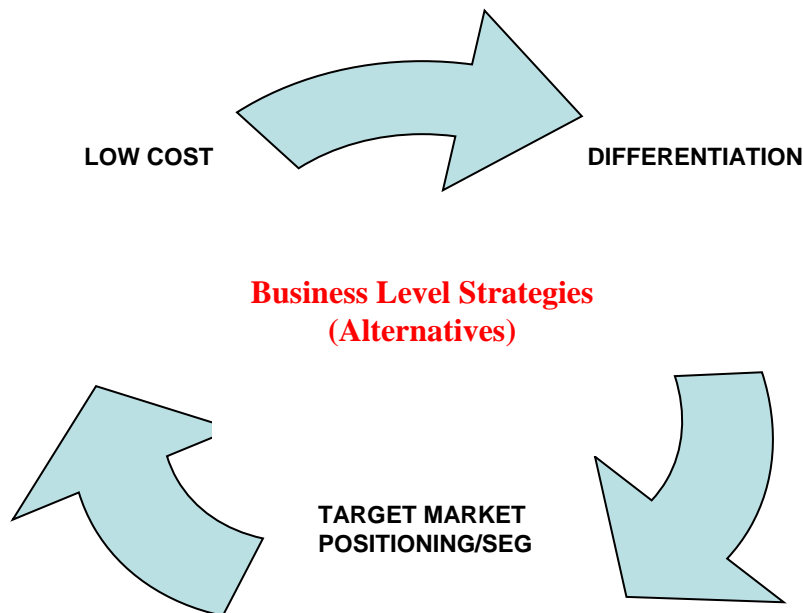 LOW COST
DIFFERENTIATION
Business Level Strategies
(Alternatives)
TARGET MARKET
POSITIONING/SEG